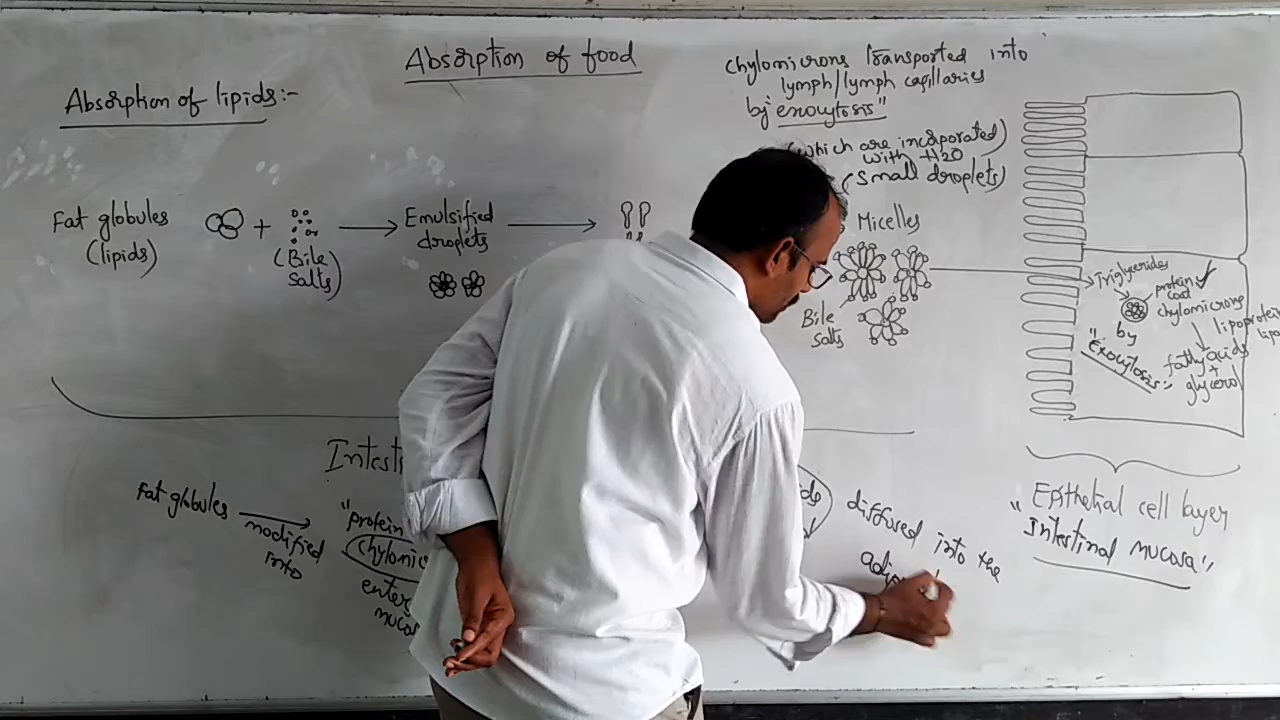 Absorption of food
Absorption of lipids:-
chylomicrons transported into
lymph/lymph capillaries
by "exocytosis"
(which are incorporated)
with H2O
(small droplets)
Fat globules
(lipids)
+
(Bile
salts)
Emulsified
droplets
Micelles
Bile
salts
Triglycerides
protein
coat
chylomicrons
by
"Exocytosis"
lipoprotein
fatty acids
+
glycerol
Fat globules
modified
into
"protein
enter
diffused into the
"Epithelial cell layer
Intestinal mucosa"